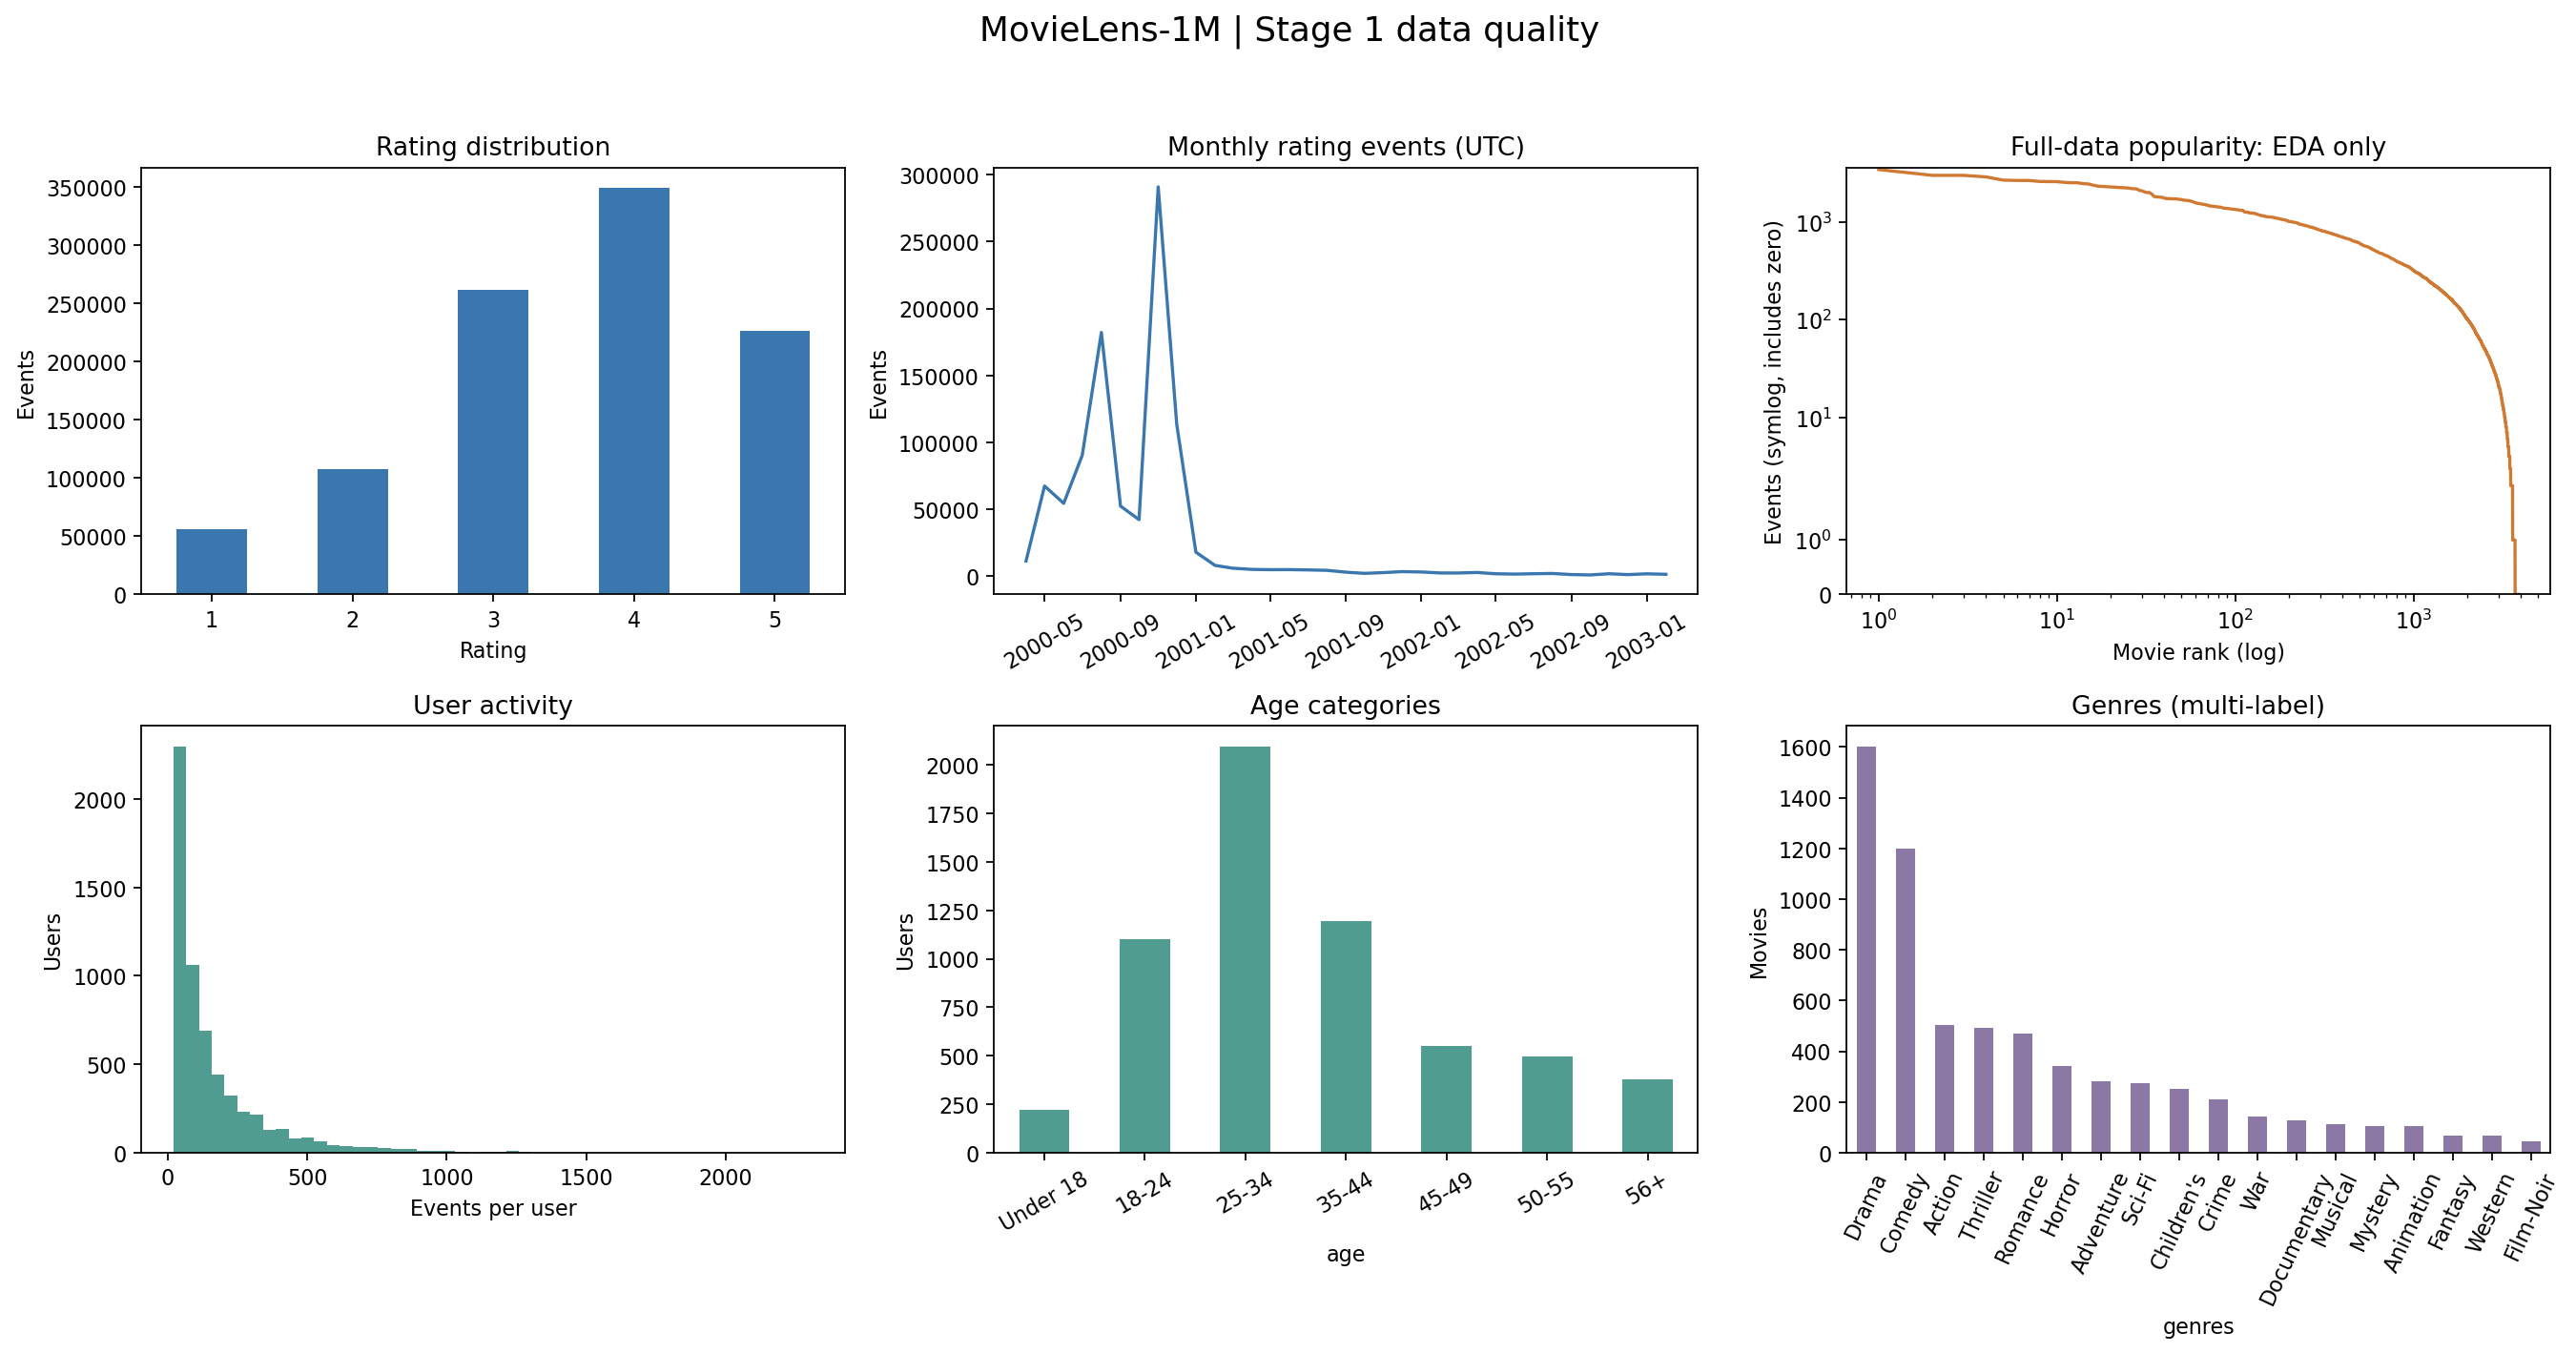 MovieLens-1M | Stage 1 data quality
Rating distribution
Events
350000
300000
250000
200000
150000
100000
50000
0
1 2 3 4 5
Rating
Monthly rating events (UTC)
Events
300000
250000
200000
150000
100000
50000
0
2000-05 2000-09 2001-01 2001-05 2001-09 2002-01 2002-05 2002-09 2003-01
Full-data popularity: EDA only
Events (symlog, includes zero)
10³
10²
10¹
10⁰
0
10⁰ 10¹ 10² 10³
Movie rank (log)
User activity
Users
2000
1500
1000
500
0
0 500 1000 1500 2000
Events per user
Age categories
Users
2000
1750
1500
1250
1000
750
500
250
0
Under 18 18-24 25-34 35-44 45-49 50-55 56+
age
Genres (multi-label)
Movies
1600
1400
1200
1000
800
600
400
200
0
Drama Comedy Action Thriller Romance Horror Adventure Sci-Fi Children's Crime War Documentary Musical Mystery Animation Fantasy Western Film-Noir
genres